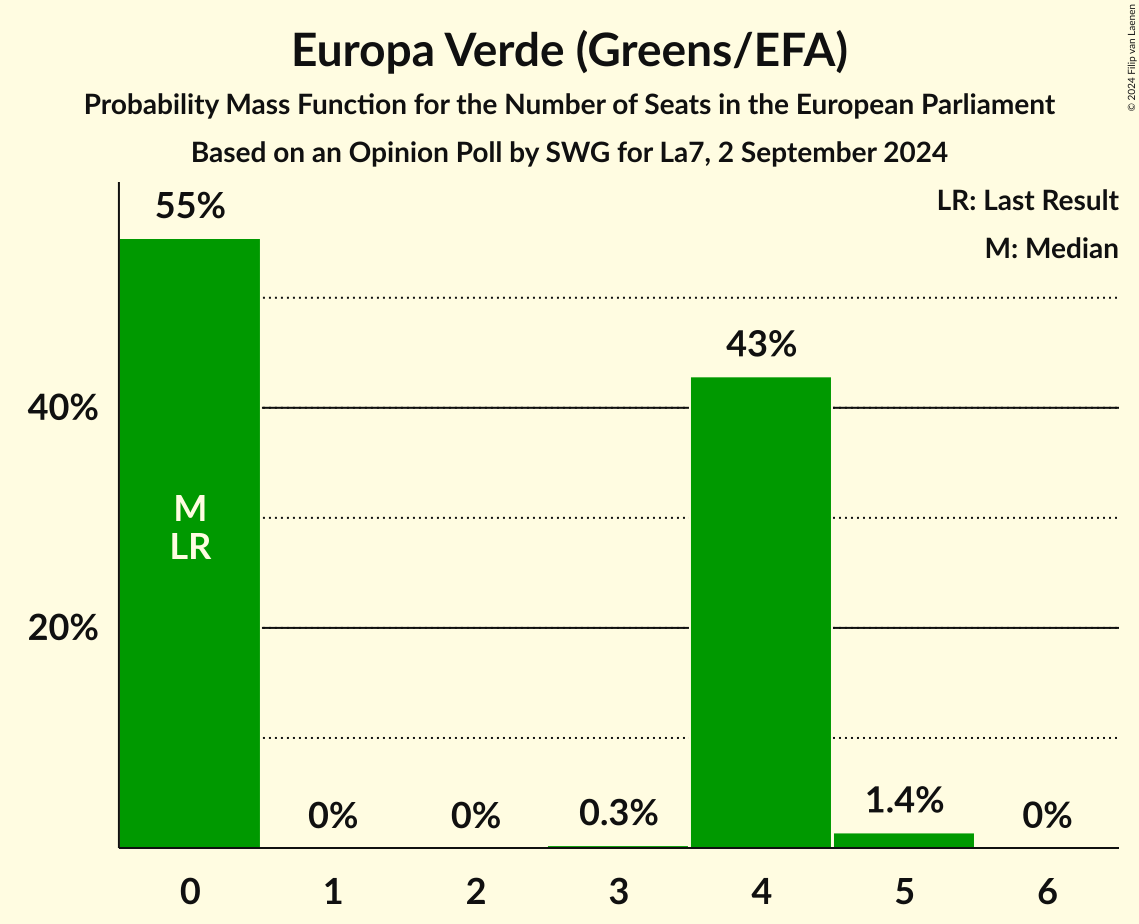 Europa Verde (Greens/EFA)
Probability Mass Function for the Number of Seats in the European Parliament
Based on an Opinion Poll by SWG for La7, 2 September 2024
© 2024 Filip van Laenen
LR: Last Result
M: Median
55%
43%
40%
M
LR
20%
0%
0%
0.3%
1.4%
0%
0
1
2
3
4
5
6